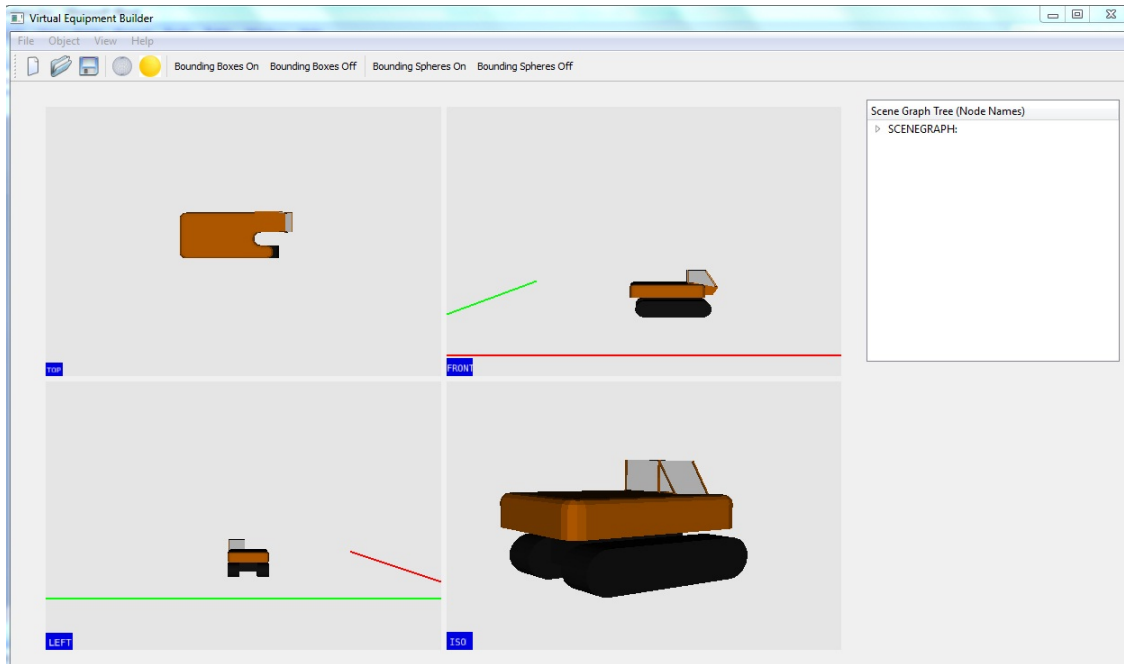 Virtual Equipment Builder
File Object View Help
Bounding Boxes On Bounding Boxes Off Bounding Spheres On Bounding Spheres Off
Scene Graph Tree (Node Names)
SCENEGRAPH:
TOP
FRONT
LEFT
ISO